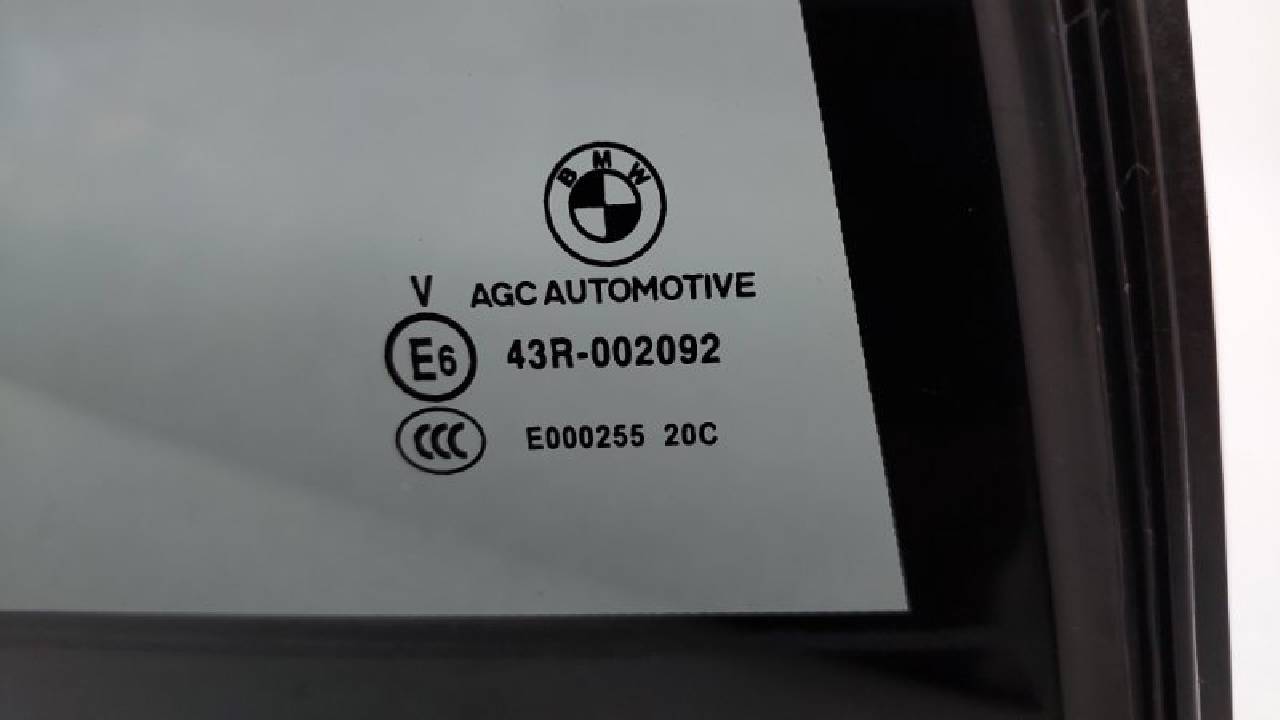 BMW
V AGC AUTOMOTIVE
E6 43R-002092
CCC E000255 20C